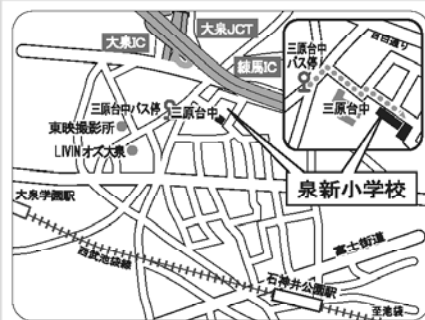 大泉IC
大泉JCT
練馬IC
三原台中バス停
三原台中
東映撮影所
LIVINオズ大泉
大泉学園駅
西武池袋線
石神井公園駅
富士街道
至池袋
泉新小学校
三原台中
バス停
三原台中